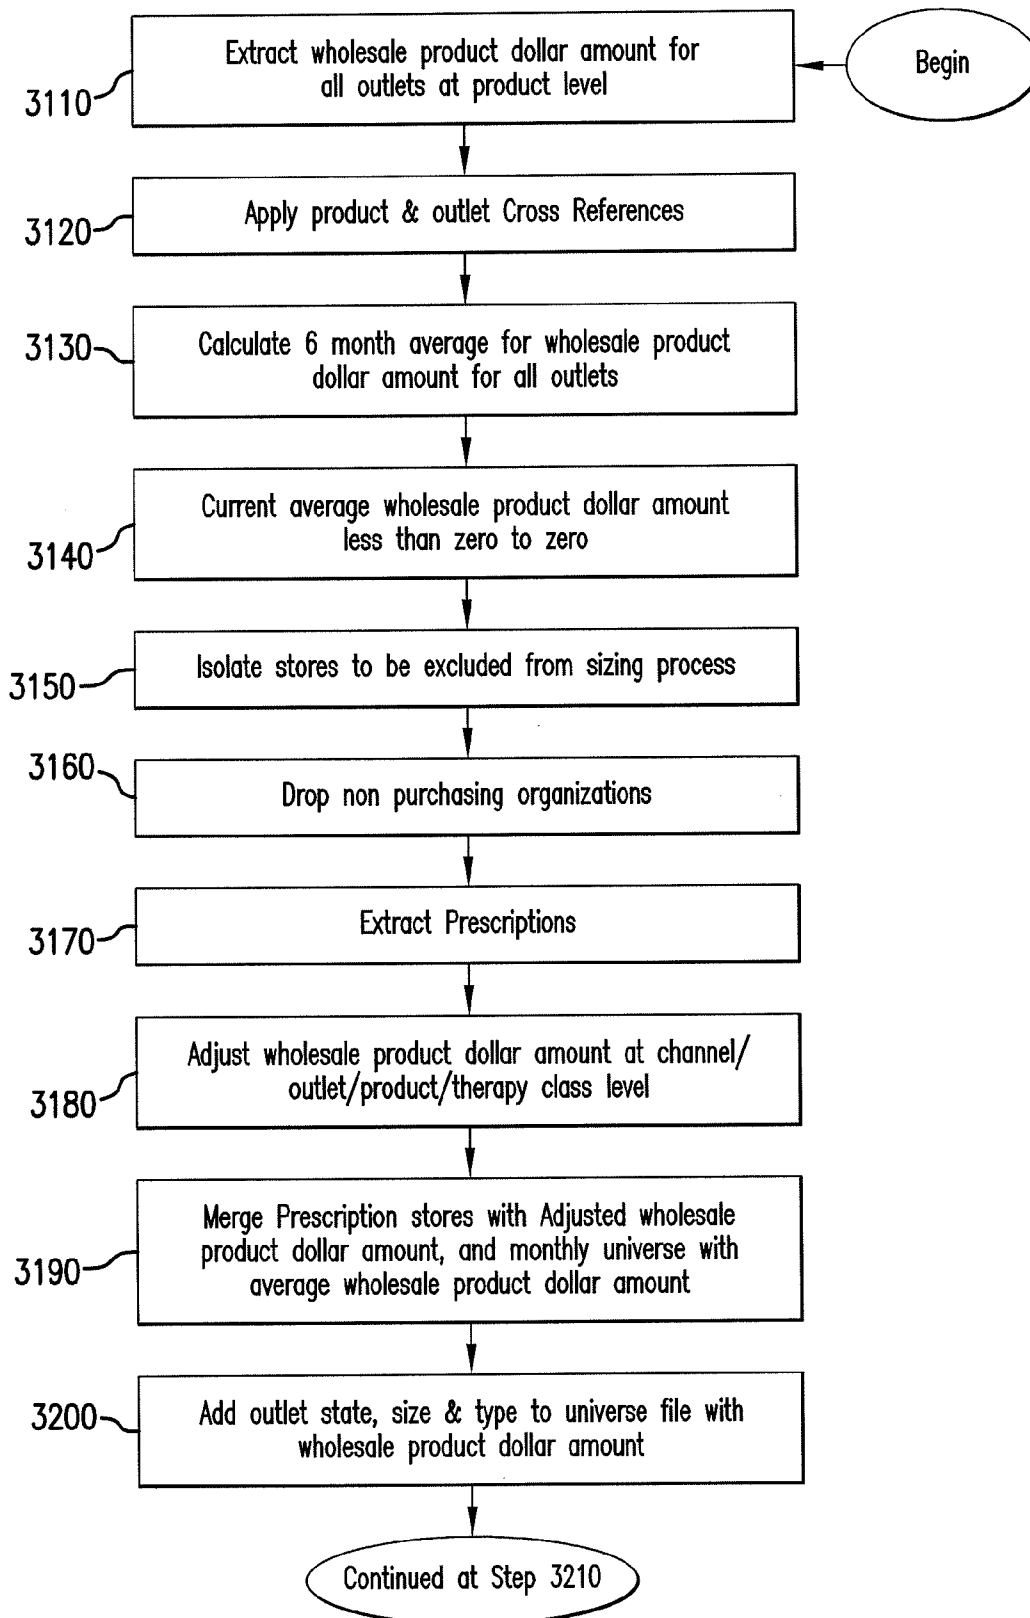 Begin
Extract wholesale product dollar amount for
all outlets at product level
3110
Apply product & outlet Cross References
3120
Calculate 6 month average for wholesale product
dollar amount for all outlets
3130
Current average wholesale product dollar amount
less than zero to zero
3140
Isolate stores to be excluded from sizing process
3150
Drop non purchasing organizations
3160
Extract Prescriptions
3170
Adjust wholesale product dollar amount at channel/
outlet/product/therapy class level
3180
Merge Prescription stores with Adjusted wholesale
product dollar amount, and monthly universe with
average wholesale product dollar amount
3190
Add outlet state, size & type to universe file with
wholesale product dollar amount
3200
Continued at Step 3210